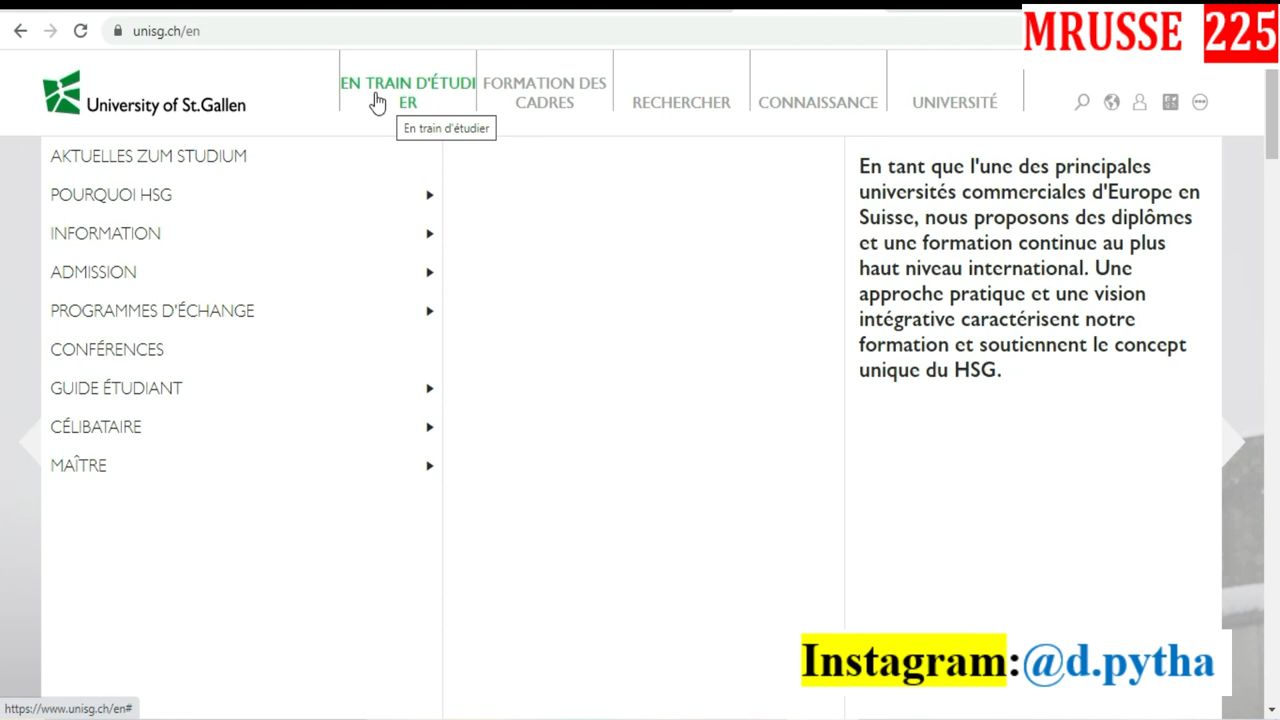 unisg.ch/en
MRUSSE 225
University of St.Gallen
EN TRAIN D'ÉTUDI
ER
FORMATION DES
CADRES
RECHERCHER
CONNAISSANCE
UNIVERSITÉ
En train d'étudier
AKTUELLES ZUM STUDIUM
POURQUOI HSG
INFORMATION
ADMISSION
PROGRAMMES D'ÉCHANGE
CONFÉRENCES
GUIDE ÉTUDIANT
CÉLIBATAIRE
MAÎTRE
En tant que l'une des principales
universités commerciales d'Europe en
Suisse, nous proposons des diplômes
et une formation continue au plus
haut niveau international. Une
approche pratique et une vision
intégrative caractérisent notre
formation et soutiennent le concept
unique du HSG.
Instagram:@d.pytha
https://www.unisg.ch/en#